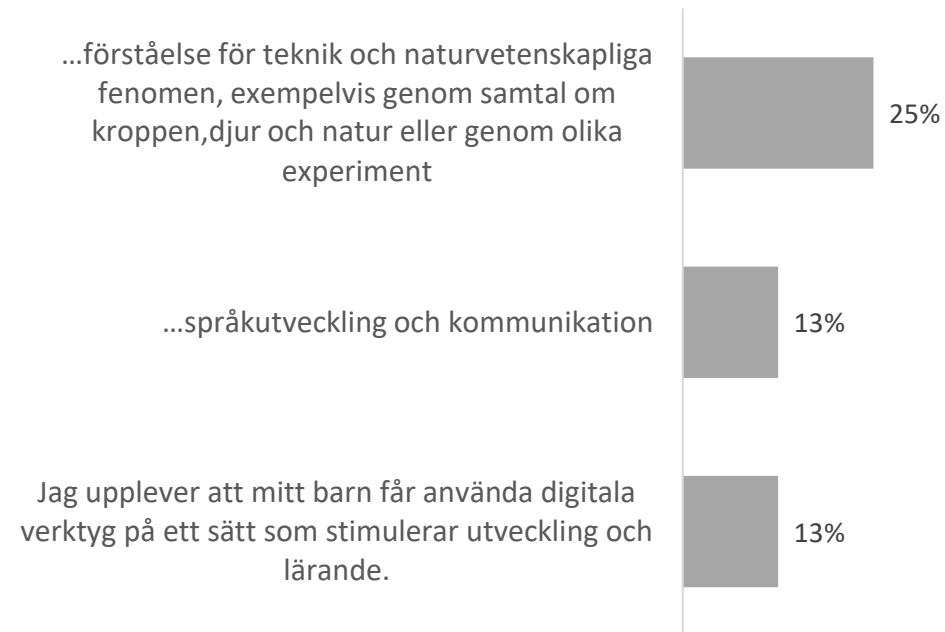 …förståelse för teknik och naturvetenskapliga
fenomen, exempelvis genom samtal om
kroppen,djur och natur eller genom olika
experiment
25%
…språkutveckling och kommunikation
13%
Jag upplever att mitt barn får använda digitala
verktyg på ett sätt som stimulerar utveckling och
lärande.
13%